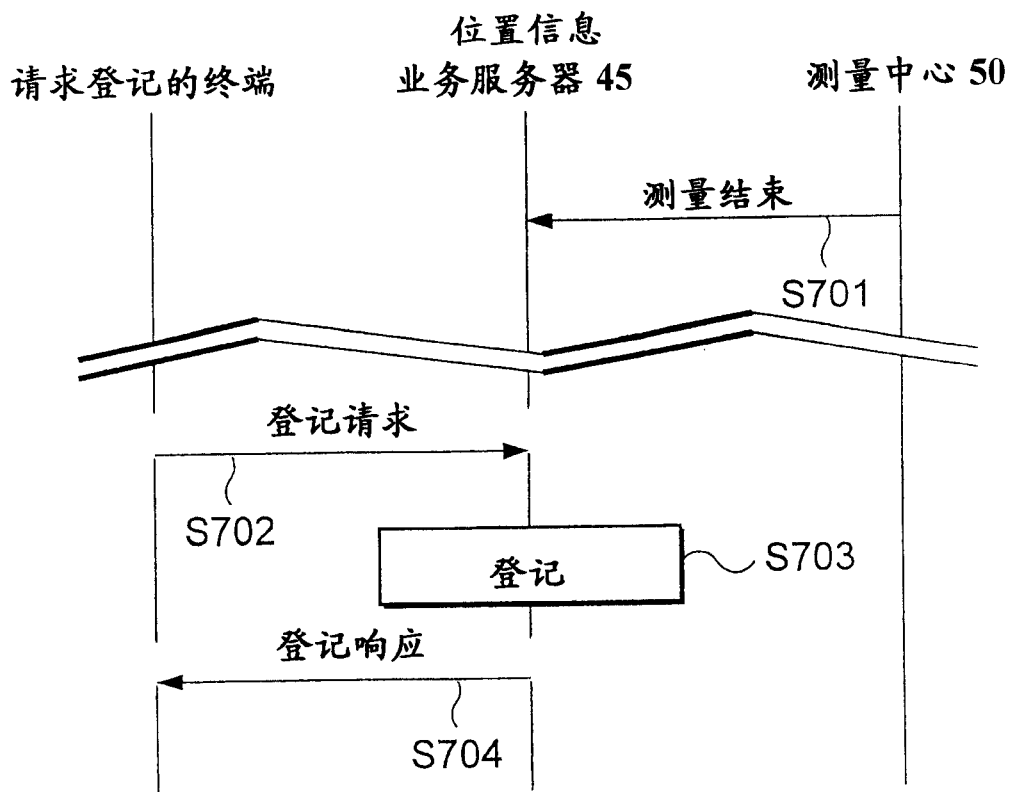 位置信息
请求登记的终端
业务服务器 45
测量中心 50
测量结束
S701
登记请求
S702
登记
S703
登记响应
S704